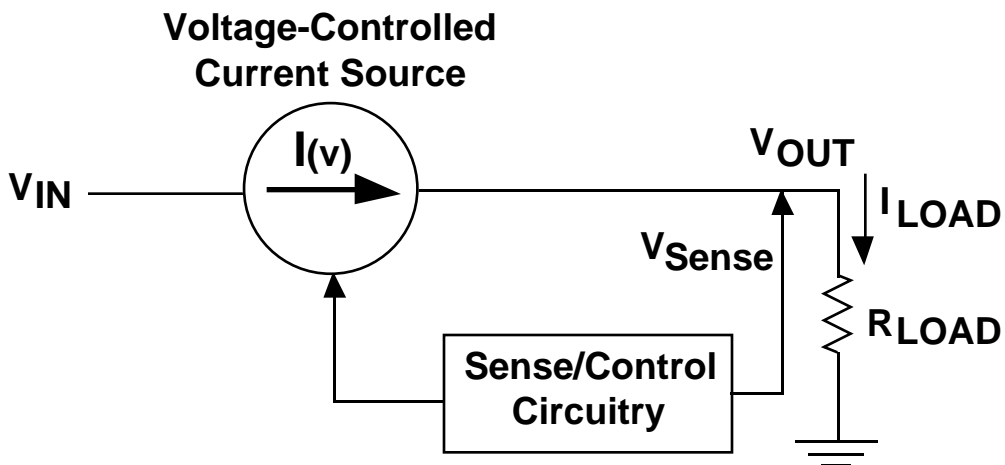 Voltage-Controlled
Current Source
I(v)
VIN
VOUT
ILOAD
VSense
RLOAD
Sense/Control
Circuitry